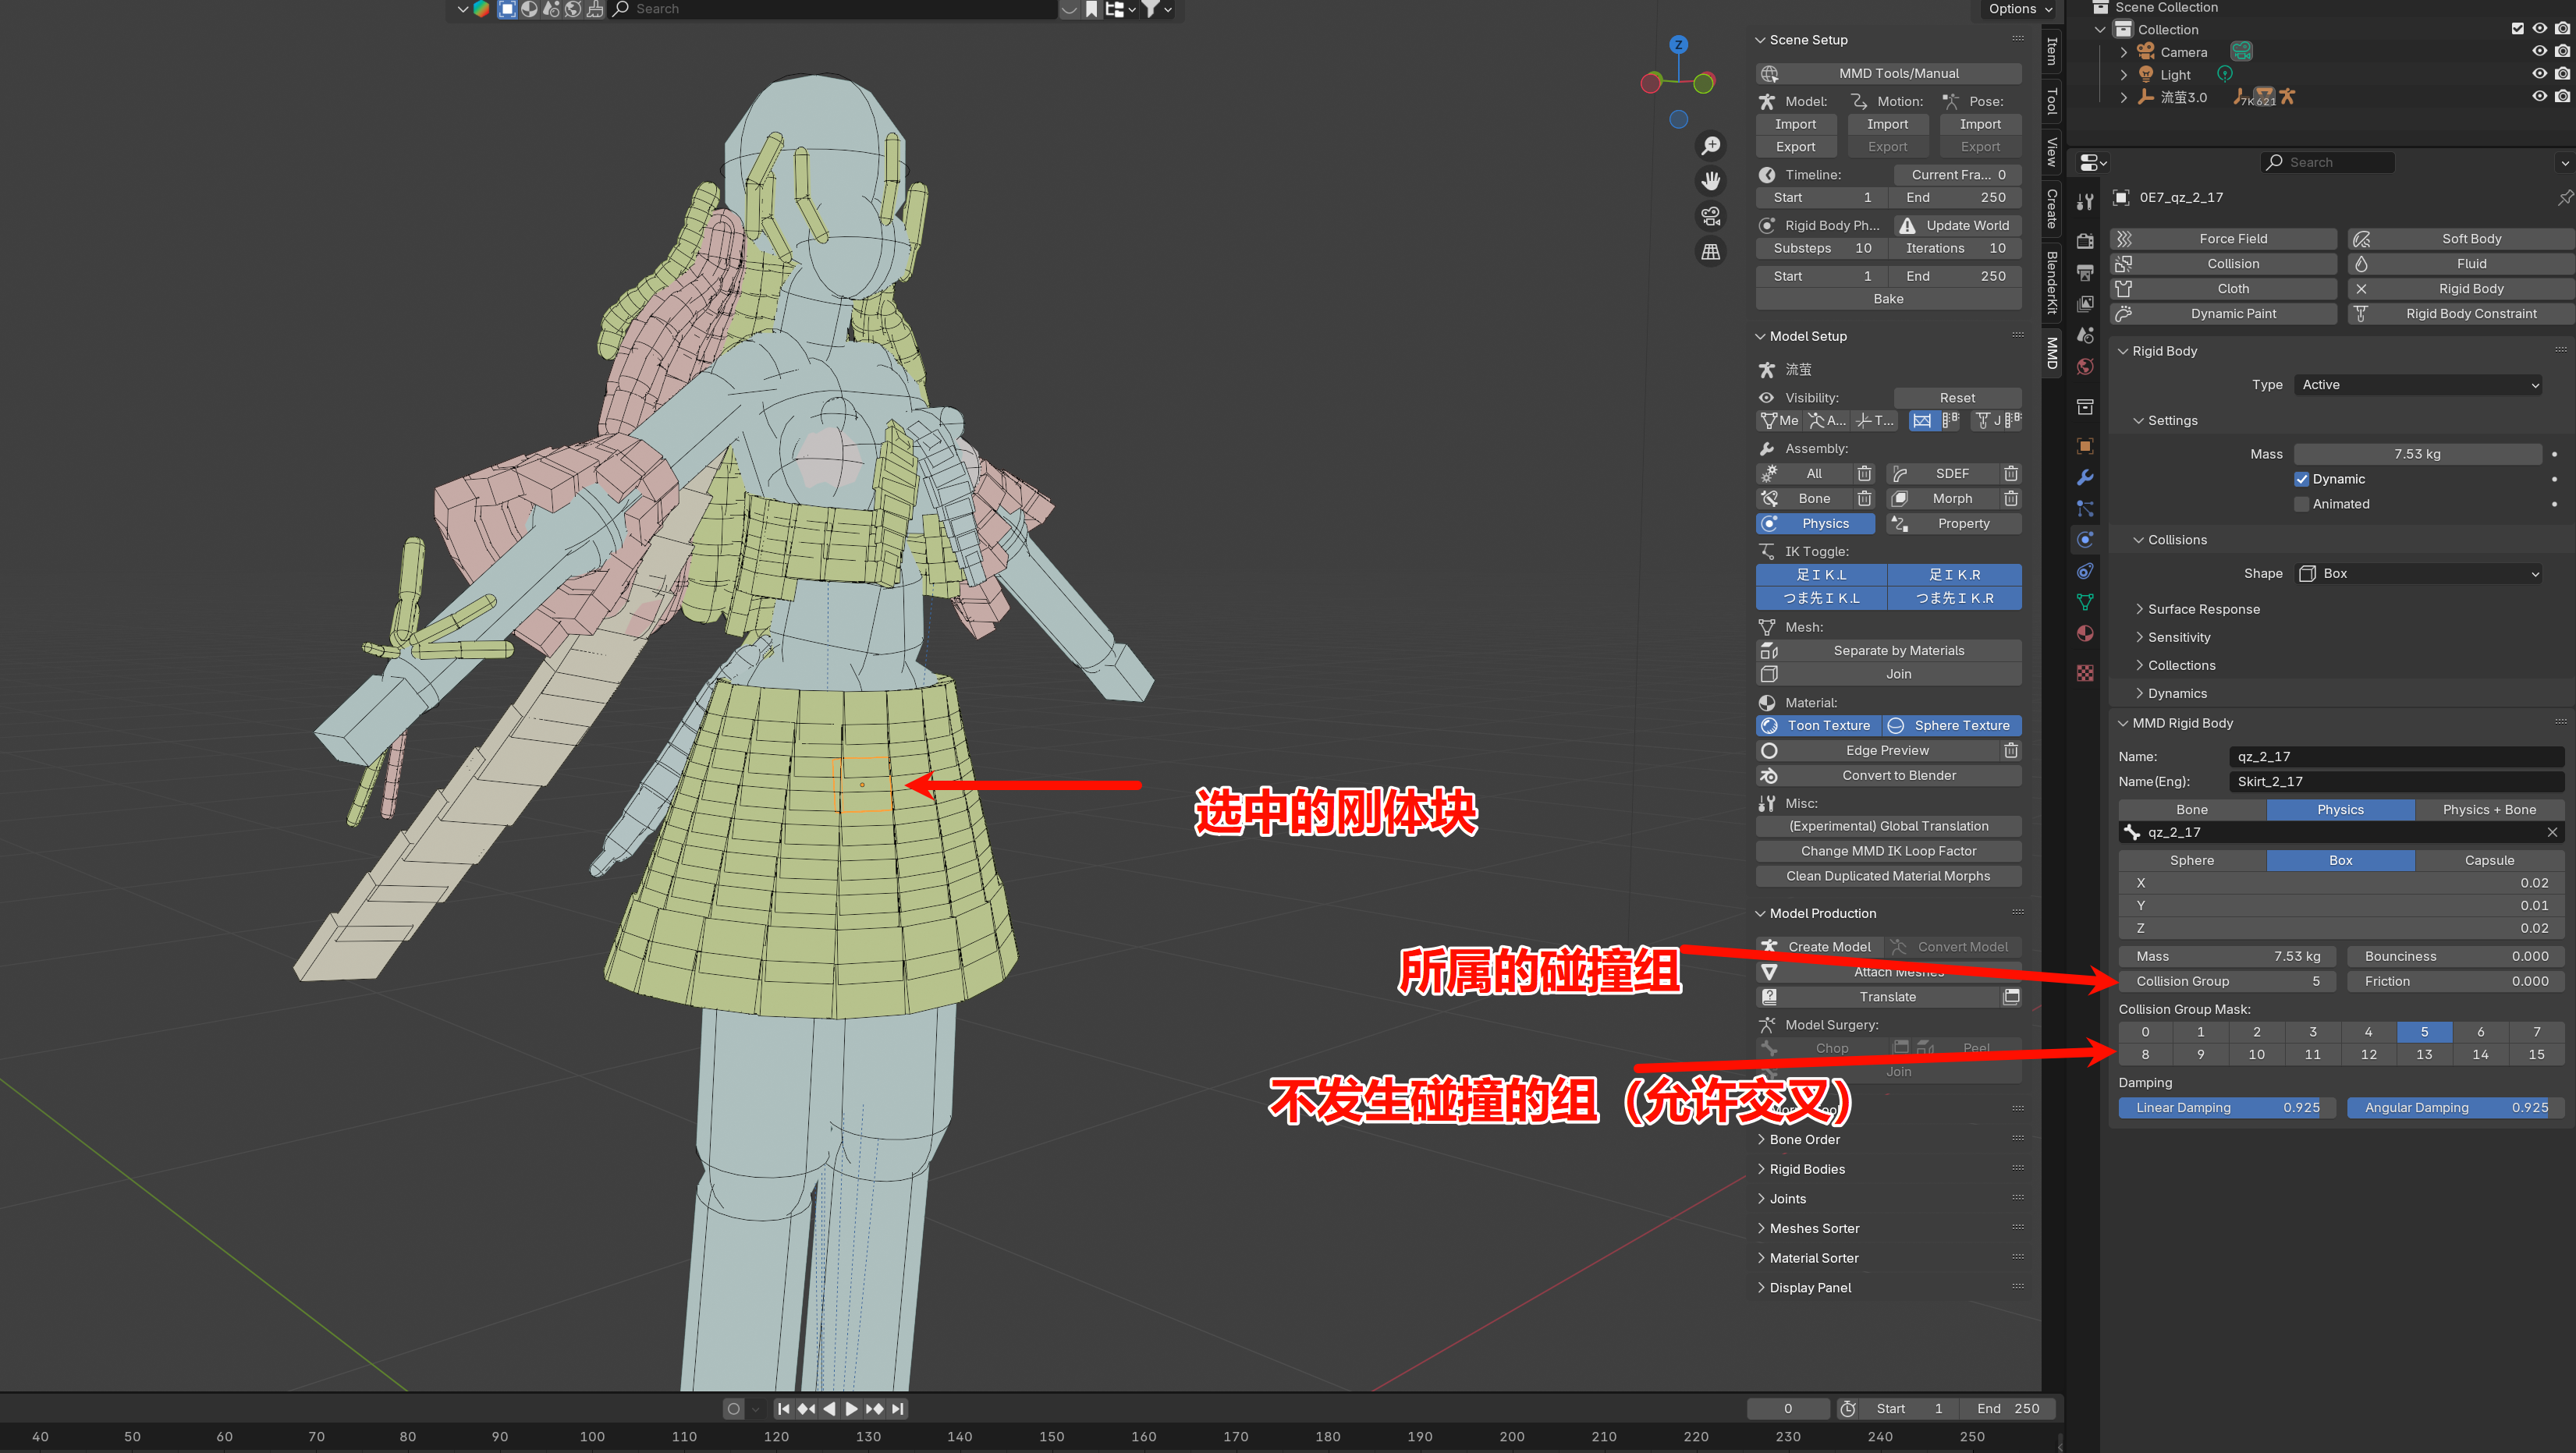 Search
Options
Scene Setup
MMD Tools/Manual
Model: Motion: Pose:
Import Import Import
Export Export Export
Timeline: Current Fra... 0
Start 1 End 250
Rigid Body Ph... Update World
Substeps 10 Iterations 10
Start 1 End 250
Bake
Model Setup
流萤
Visibility: Reset
Me A... T... J
Assembly:
All SDEF
Bone Morph
Physics Property
IK Toggle:
足ＩＫ.L 足ＩＫ.R
つま先ＩＫ.L つま先ＩＫ.R
Mesh:
Separate by Materials
Join
Material:
Toon Texture Sphere Texture
Edge Preview
Convert to Blender
Misc:
(Experimental) Global Translation
Change MMD IK Loop Factor
Clean Duplicated Material Morphs
Model Production
Create Model Convert Model
Attach Meshes
Translate
Model Surgery:
Chop Peel
Join
Bone Order
Rigid Bodies
Joints
Meshes Sorter
Material Sorter
Display Panel
Item
Tool
View
Create
BlenderKit
MMD
Z
选中的刚体块
所属的碰撞组
不发生碰撞的组（允许交叉）
Scene Collection
Collection
Camera
Light
流萤3.0 7K 621
Search
0E7_qz_2_17
Force Field Soft Body
Collision Fluid
Cloth Rigid Body
Dynamic Paint Rigid Body Constraint
Rigid Body
Type Active
Settings
Mass 7.53 kg
Dynamic
Animated
Collisions
Shape Box
Surface Response
Sensitivity
Collections
Dynamics
MMD Rigid Body
Name: qz_2_17
Name(Eng): Skirt_2_17
Bone Physics Physics + Bone
qz_2_17
Sphere Box Capsule
X 0.02
Y 0.01
Z 0.02
Mass 7.53 kg Bounciness 0.000
Collision Group 5 Friction 0.000
Collision Group Mask:
0 1 2 3 4 5 6 7
8 9 10 11 12 13 14 15
Damping
Linear Damping 0.925 Angular Damping 0.925
0 Start 1 End 250
40 50 60 70 80 90 100 110 120 130 140 150 160 170 180 190 200 210 220 230 240 250